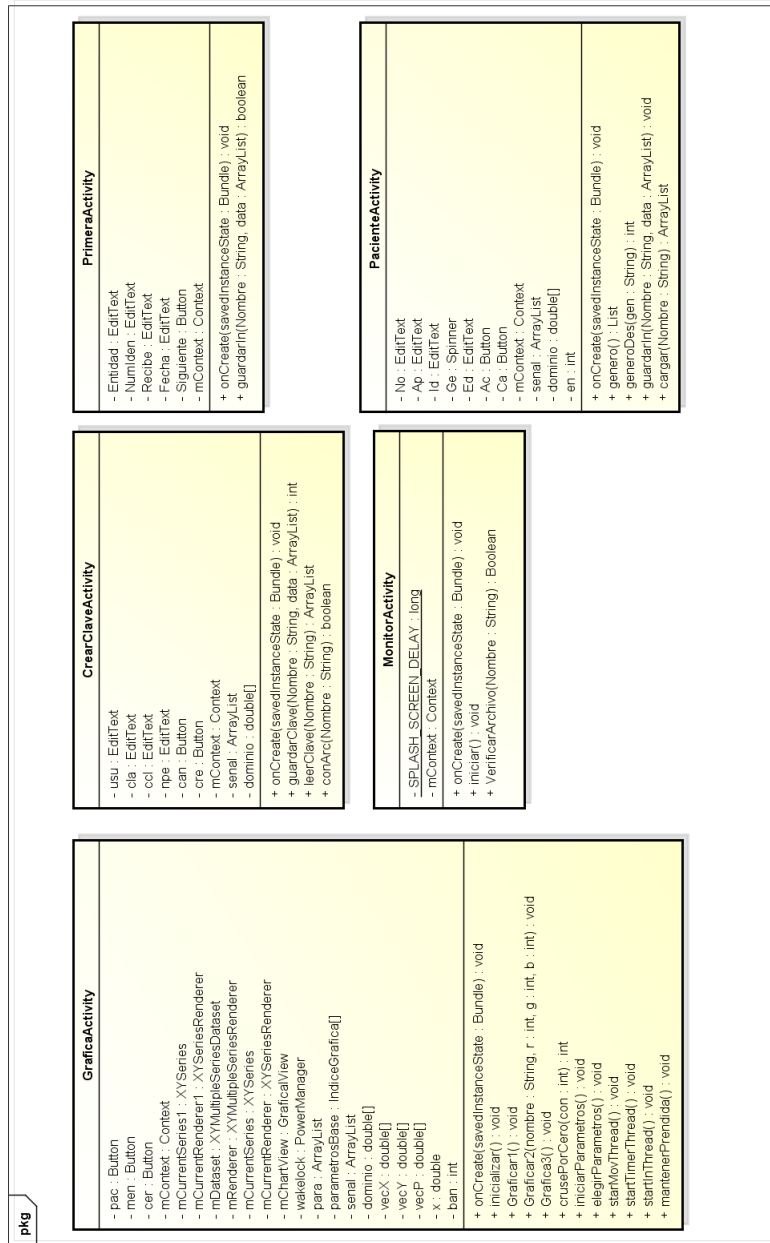 pkg
GraficaActivity
- pac : Button
- men : Button
- cer : Button
- mContext : Context
- mCurrentSeries1 : XYSeries
- mCurrentRenderer1 : XYSeriesRenderer
- mDataset : XYMultipleSeriesDataset
- mRenderer : XYMultipleSeriesRenderer
- mCurrentSeries : XYSeries
- mCurrentRenderer : XYSeriesRenderer
- mChartView : GraficalView
- wakelock : PowerManager
- para : ArrayList
- parametrosBase : IndiceGrafica[]
- senal : ArrayList
- dominio : double[]
- vecX : double[]
- vecY : double[]
- vecP : double[]
- x : double
- ban : int
+ onCreate(savedInstanceState : Bundle) : void
+ inicializar() : void
+ Graficar1() : void
+ Graficar2(nombre : String, r : int, g : int, b : int) : void
+ Grafica3() : void
+ crusePorCero(con : int) : int
+ iniciarParametros() : void
+ elegirParametros() : void
+ startMovThread() : void
+ startTimerThread() : void
+ startInThread() : void
+ mantenerPrendida() : void
CrearClaveActivity
- usu : EditText
- cla : EditText
- ccl : EditText
- npe : EditText
- can : Button
- cre : Button
- mContext : Context
- senal : ArrayList
- dominio : double[]
+ onCreate(savedInstanceState : Bundle) : void
+ guardarClave(Nombre : String, data : ArrayList) : int
+ leerClave(Nombre : String) : ArrayList
+ conArc(Nombre : String) : boolean
PrimeraActivity
- Entidad : EditText
- NumIden : EditText
- Recibe : EditText
- Fecha : EditText
- Siguiente : Button
- mContext : Context
+ onCreate(savedInstanceState : Bundle) : void
+ guardarIn(Nombre : String, data : ArrayList) : boolean
MonitorActivity
- SPLASH_SCREEN_DELAY : long
- mContext : Context
+ onCreate(savedInstanceState : Bundle) : void
+ iniciar() : void
+ VerificarArchivo(Nombre : String) : Boolean
PacienteActivity
- No : EditText
- Ap : EditText
- Id : EditText
- Ge : Spinner
- Ed : EditText
- Ac : Button
- Ca : Button
- mContext : Context
- senal : ArrayList
- dominio : double[]
- en : int
+ onCreate(savedInstanceState : Bundle) : void
+ genero() : List
+ generoDes(gen : String) : int
+ guardarIn(Nombre : String, data : ArrayList) : void
+ cargar(Nombre : String) : ArrayList